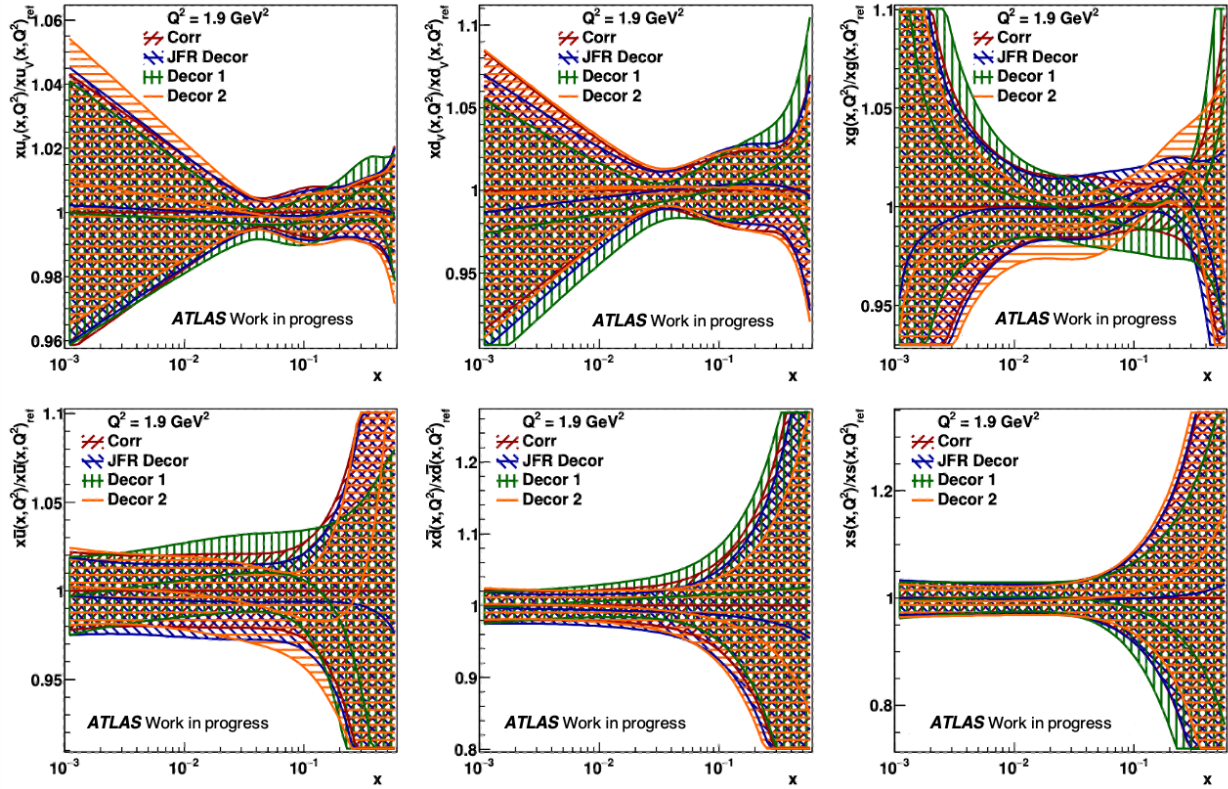 xu_V(x,Q²)/xu_V(x,Q²)_ref
1.06
1.04
1.02
1
0.98
0.96
Q² = 1.9 GeV²
Corr
JFR Decor
Decor 1
Decor 2
ATLAS Work in progress
10⁻³ 10⁻² 10⁻¹
x
xd_V(x,Q²)/xd_V(x,Q²)_ref
1.1
1.05
1
0.95
Q² = 1.9 GeV²
Corr
JFR Decor
Decor 1
Decor 2
ATLAS Work in progress
10⁻³ 10⁻² 10⁻¹
x
xg(x,Q²)/xg(x,Q²)_ref
1.1
1.05
1
0.95
Q² = 1.9 GeV²
Corr
JFR Decor
Decor 1
Decor 2
ATLAS Work in progress
10⁻³ 10⁻² 10⁻¹
x
xu̅(x,Q²)/xu̅(x,Q²)_ref
1.1
1.05
1
0.95
Q² = 1.9 GeV²
Corr
JFR Decor
Decor 1
Decor 2
ATLAS Work in progress
10⁻³ 10⁻² 10⁻¹
x
xd̅(x,Q²)/xd̅(x,Q²)_ref
1.2
1.1
1
0.9
0.8
Q² = 1.9 GeV²
Corr
JFR Decor
Decor 1
Decor 2
ATLAS Work in progress
10⁻³ 10⁻² 10⁻¹
x
xs(x,Q²)/xs(x,Q²)_ref
1.2
1
0.8
Q² = 1.9 GeV²
Corr
JFR Decor
Decor 1
Decor 2
ATLAS Work in progress
10⁻³ 10⁻² 10⁻¹
x